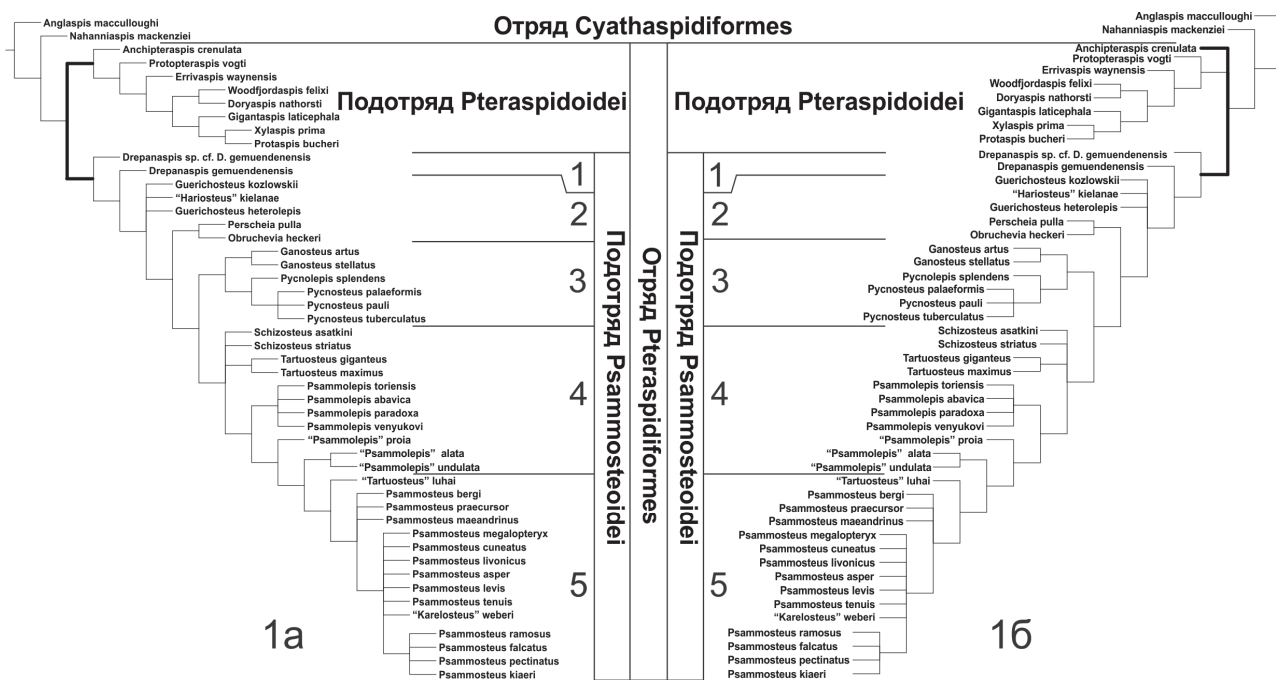 Отряд Cyathaspidiformes
Anglaspis maccullo­ughi
Nahanniaspis mackenziei
Anchipteraspis crenulata
Protopteraspis vogti
Errivaspis waynensis
Woodfjordaspis felixi
Doryaspis nathorsti
Gigantaspis laticephala
Xylaspis prima
Protaspis bucheri
Drepanaspis sp. cf. D. gemuendenensis
Drepanaspis gemuendenensis
Guerichosteus kozlowskii
“Hariosteus” kielanae
Guerichosteus heterolepis
Perscheia pulla
Obruchevia heckeri
Ganosteus artus
Ganosteus stellatus
Pycnolepis splendens
Pycnosteus palaeformis
Pycnosteus pauli
Pycnosteus tuberculatus
Schizosteus asatkini
Schizosteus striatus
Tartuosteus giganteus
Tartuosteus maximus
Psammolepis toriensis
Psammolepis abavica
Psammolepis paradoxa
Psammolepis venyukovi
“Psammolepis” proia
“Psammolepis” alata
“Psammolepis” undulata
“Tartuosteus” luhai
Psammosteus bergi
Psammosteus praecursor
Psammosteus maeandrinus
Psammosteus megalopteryx
Psammosteus cuneatus
Psammosteus livonicus
Psammosteus asper
Psammosteus levis
Psammosteus tenuis
“Karelosteus” weberi
Psammosteus ramosus
Psammosteus falcatus
Psammosteus pectinatus
Psammosteus kiaeri
1а
Подотряд Pteraspidoidei
1
2
3
4
5
Подотряд Psammosteoidei
Отряд Pteraspidiformes
Подотряд Psammosteoidei
Подотряд Pteraspidoidei
1
2
3
4
5
Anglaspis maccullo­ughi
Nahanniaspis mackenziei
Anchipteraspis crenulata
Protopteraspis vogti
Errivaspis waynensis
Woodfjordaspis felixi
Doryaspis nathorsti
Gigantaspis laticephala
Xylaspis prima
Protaspis bucheri
Drepanaspis sp. cf. D. gemuendenensis
Drepanaspis gemuendenensis
Guerichosteus kozlowskii
“Hariosteus” kielanae
Guerichosteus heterolepis
Perscheia pulla
Obruchevia heckeri
Ganosteus artus
Ganosteus stellatus
Pycnolepis splendens
Pycnosteus palaeformis
Pycnosteus pauli
Pycnosteus tuberculatus
Schizosteus asatkini
Schizosteus striatus
Tartuosteus giganteus
Tartuosteus maximus
Psammolepis toriensis
Psammolepis abavica
Psammolepis paradoxa
Psammolepis venyukovi
“Psammolepis” proia
“Psammolepis” alata
“Psammolepis” undulata
“Tartuosteus” luhai
Psammosteus bergi
Psammosteus praecursor
Psammosteus maeandrinus
Psammosteus megalopteryx
Psammosteus cuneatus
Psammosteus livonicus
Psammosteus asper
Psammosteus levis
Psammosteus tenuis
“Karelosteus” weberi
Psammosteus ramosus
Psammosteus falcatus
Psammosteus pectinatus
Psammosteus kiaeri
1б